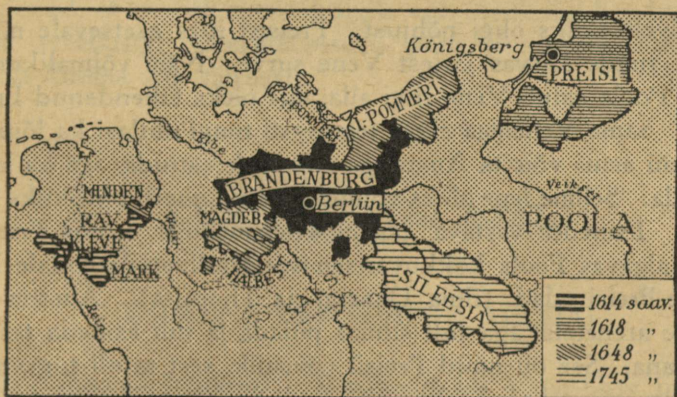 Königsberg
PREISI
I.-POMMERI
L. POMMERI
Elbe
BRANDENBURG
Berliin
MAGDEB
HALBEST
SAKSI
MINDEN
RAV.
KLEVE
MARK
Weser
Rein
SILEESIA
POOLA
Veiksel
1614 saav.
1618 „
1648 „
1745 „